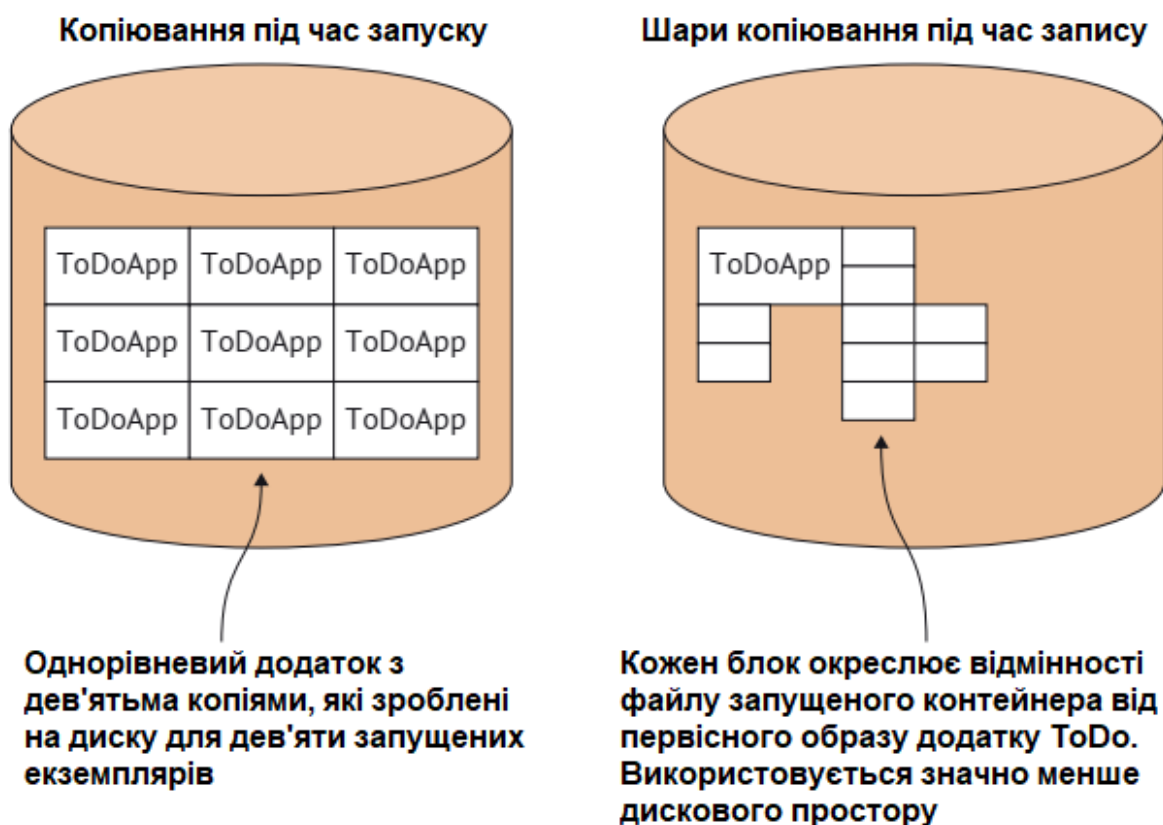 Копіювання під час запуску
Шари копіювання під час запису
ToDoApp ToDoApp ToDoApp
ToDoApp ToDoApp ToDoApp
ToDoApp ToDoApp ToDoApp
ToDoApp
Однорівневий додаток з
дев'ятьма копіями, які зроблені
на диску для дев'яти запущених
екземплярів
Кожен блок окреслює відмінності
файлу запущеного контейнера від
первісного образу додатку ToDo.
Використовується значно менше
дискового простору